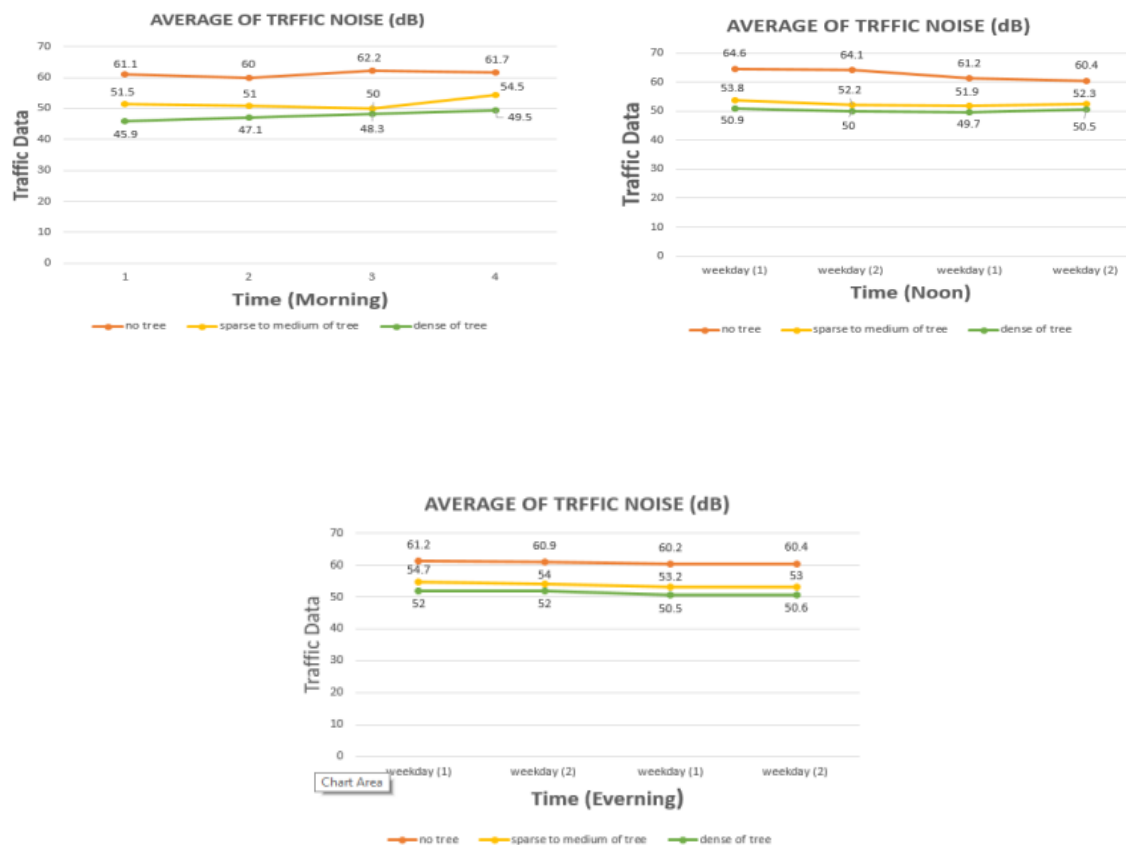 AVERAGE OF TRFFIC NOISE (dB)
70
60
50
40
30
20
10
0
Traffic Data
61.1
60
62.2
61.7
51.5
51
50
54.5
45.9
47.1
48.3
49.5
1
2
3
4
Time (Morning)
no tree
sparse to medium of tree
dense of tree
AVERAGE OF TRFFIC NOISE (dB)
70
60
50
40
30
20
10
0
Traffic Data
64.6
64.1
61.2
60.4
53.8
52.2
51.9
52.3
50.9
50
49.7
50.5
weekday (1)
weekday (2)
weekday (1)
weekday (2)
Time (Noon)
no tree
sparse to medium of tree
dense of tree
AVERAGE OF TRFFIC NOISE (dB)
70
60
50
40
30
20
10
0
Traffic Data
61.2
60.9
60.2
60.4
54.7
54
53.2
53
52
52
50.5
50.6
weekday (1)
weekday (2)
weekday (1)
weekday (2)
Chart Area
Time (Everning)
no tree
sparse to medium of tree
dense of tree